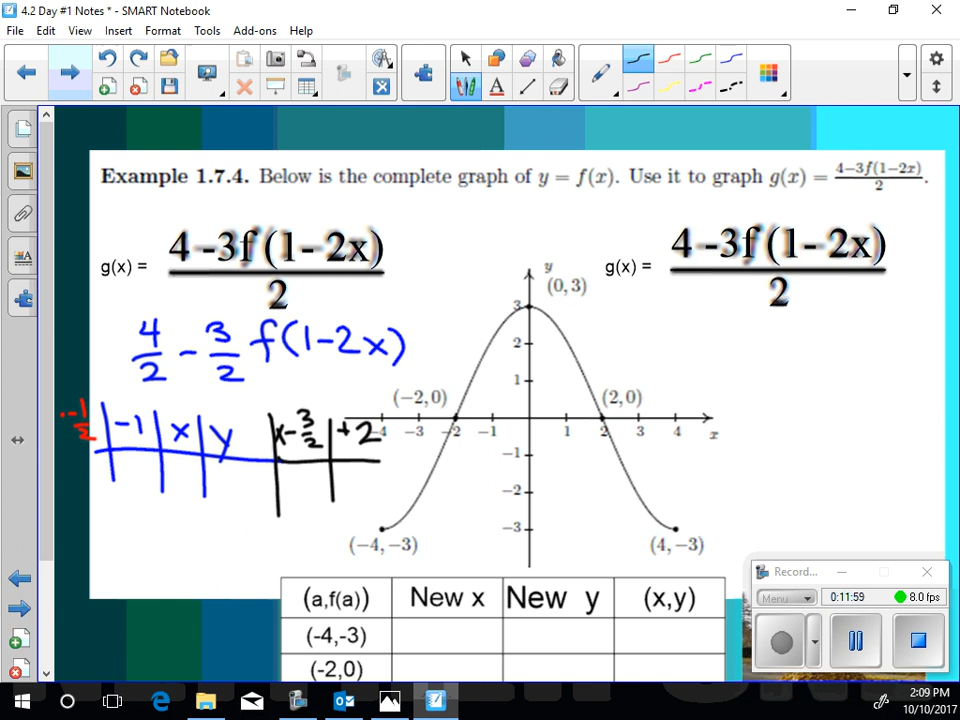 4.2 Day #1 Notes * - SMART Notebook
File Edit View Insert Format Tools Add-ons Help
Example 1.7.4. Below is the complete graph of y = f(x). Use it to graph g(x) = 4−3f(1−2x)/2.
g(x) = 4-3f(1-2x)/2
g(x) = 4-3f(1-2x)/2
4/2 - 3/2 f(1-2x)
·-1/2 -1 x y x-3/2 +2
y
(0, 3)
3
2
1
(−2, 0)
(2, 0)
−4 −3 −2 −1 1 2 3 4 x
−1
−2
−3
(−4, −3)
(4, −3)
(a,f(a)) New x New y (x,y)
(-4,-3)
(-2,0)
Record...
Menu 0:11:59 8.0 fps
2:09 PM
10/10/2017